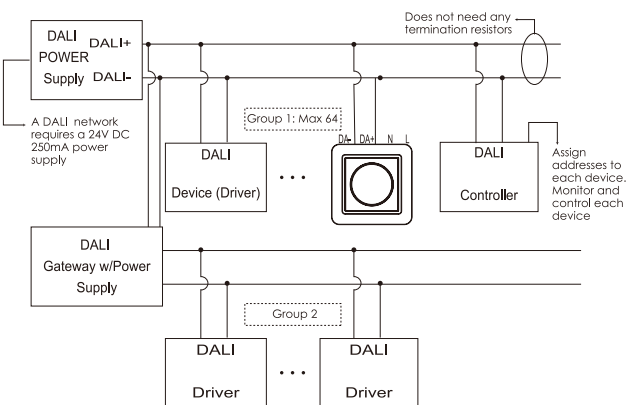 DALI
POWER
Supply
DALI+
DALI-
Does not need any
termination resistors
A DALI network
requires a 24V DC
250mA power
supply
Group 1: Max 64
DA- DA+ N L
DALI
Device (Driver)
...
DALI
Controller
Assign
addresses to
each device.
Monitor and
control each
device
DALI
Gateway w/Power
Supply
Group 2
DALI
Driver
...
DALI
Driver